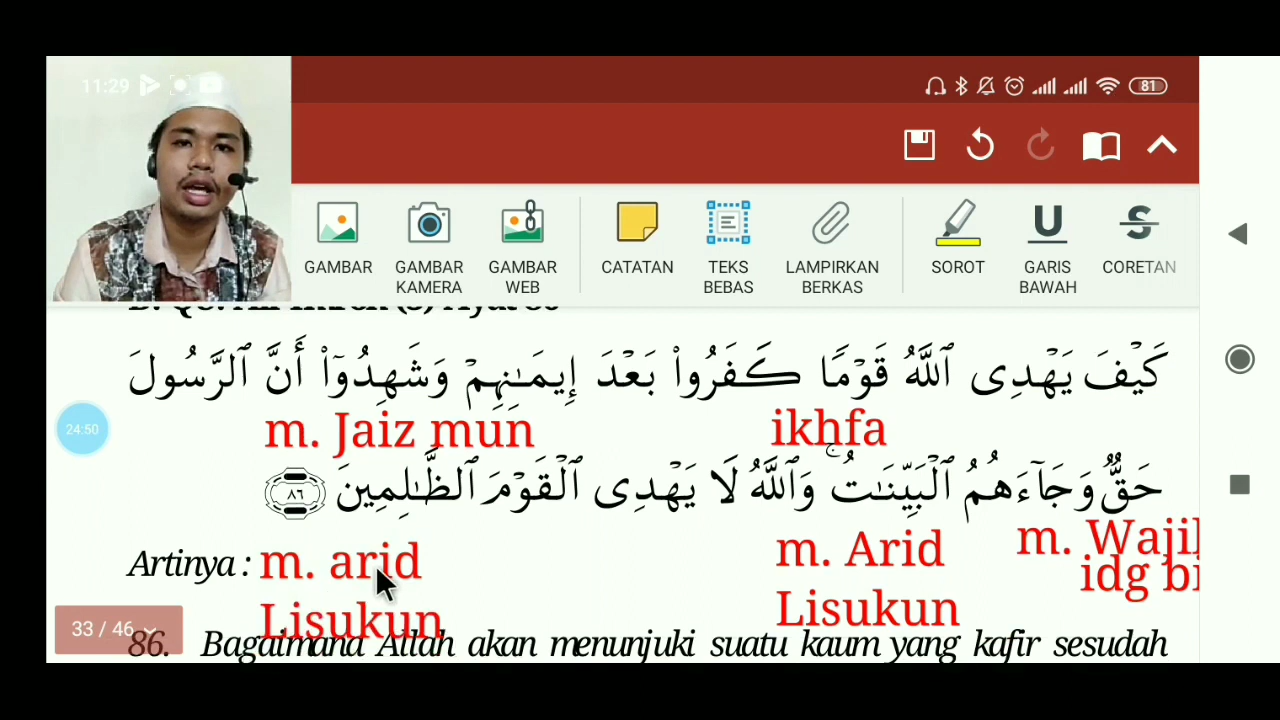 11:29
81
GAMBAR
GAMBAR KAMERA
GAMBAR WEB
CATATAN
TEKS BEBAS
LAMPIRKAN BERKAS
SOROT
GARIS BAWAH
CORETAN
كَيْفَ يَهْدِى ٱللَّهُ قَوْمًا كَفَرُوا۟ بَعْدَ إِيمَـٰنِهِمْ وَشَهِدُوٓا۟ أَنَّ ٱلرَّسُولَ
24:50
m. Jaiz mun
ikhfa
حَقٌّ وَجَآءَهُمُ ٱلْبَيِّنَـٰتُ ۚ وَٱللَّهُ لَا يَهْدِى ٱلْقَوْمَ ٱلظَّـٰلِمِينَ ٨٦
m. Wajib
Artinya : m. arid
m. Arid
idg bi
Lisukun
Lisukun
33 / 46
86. Bagaimana Allah akan menunjuki suatu kaum yang kafir sesudah